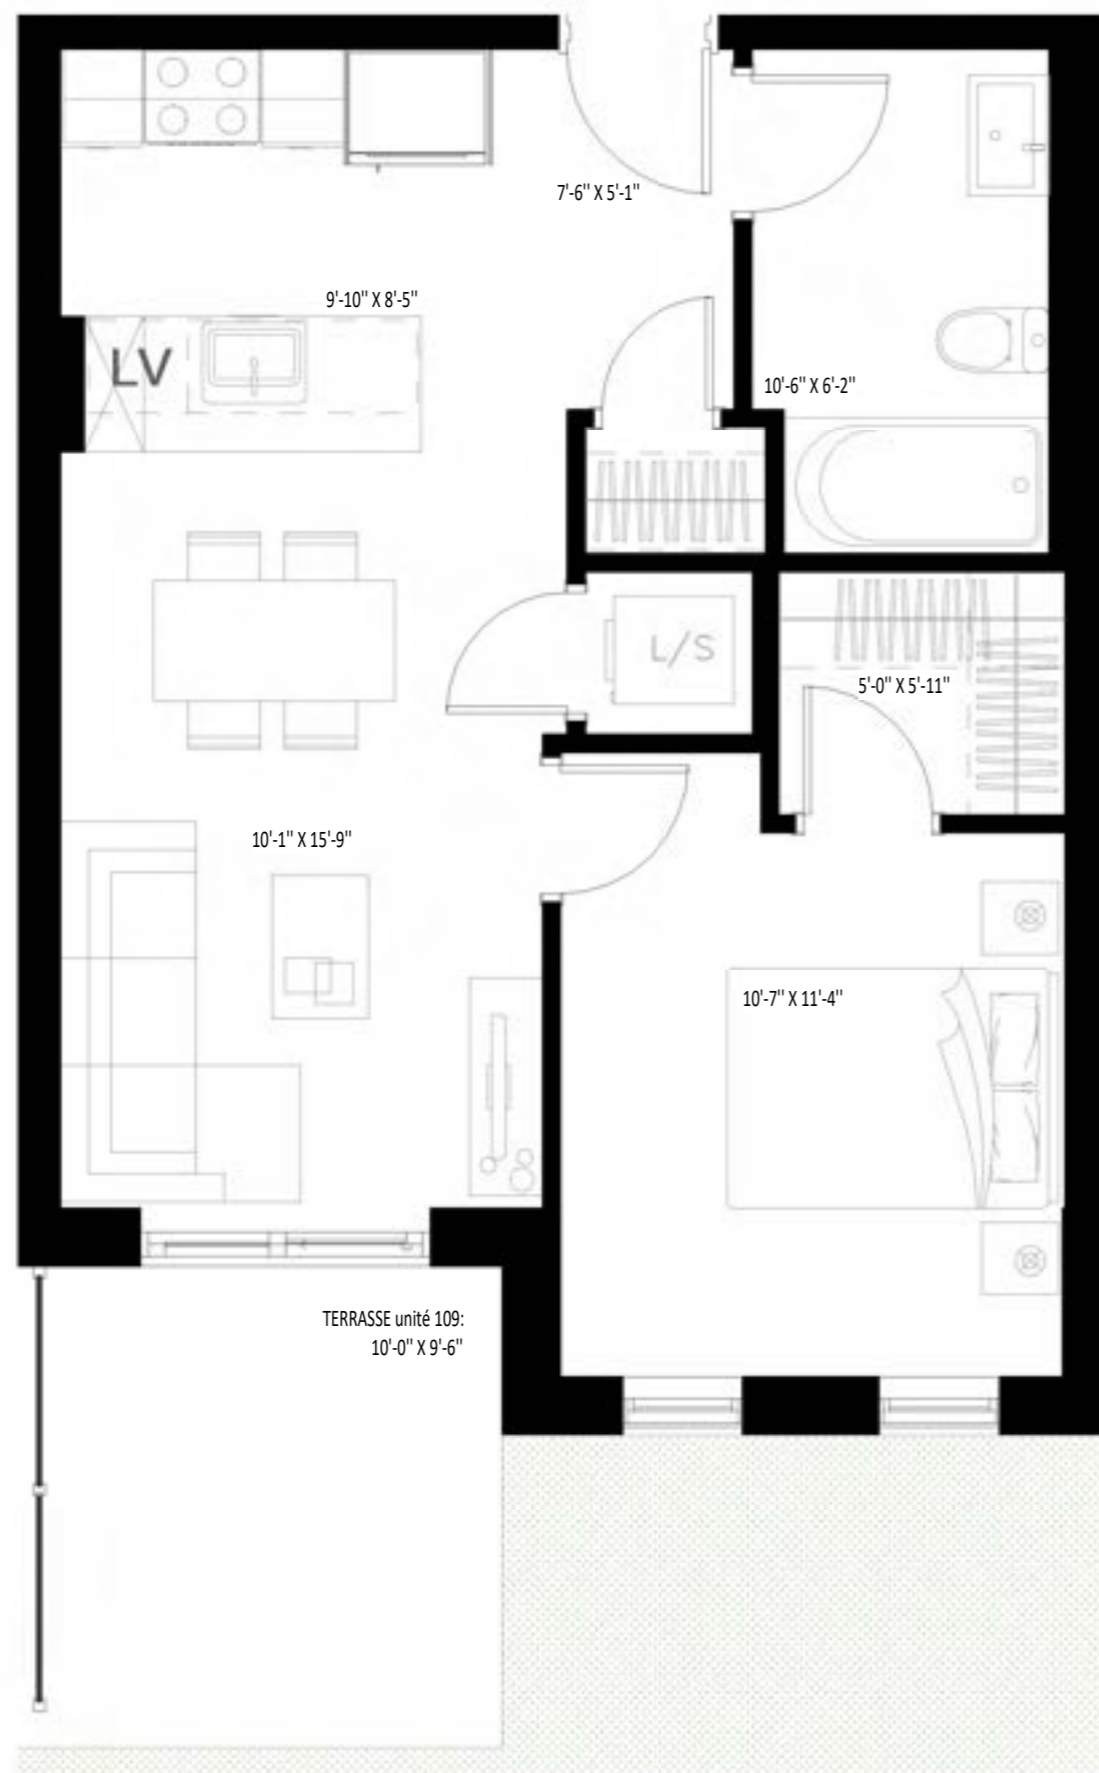 7'-6" X 5'-1"
9'-10" X 8'-5"
LV
10'-6" X 6'-2"
L/S
5'-0" X 5'-11"
10'-1" X 15'-9"
10'-7" X 11'-4"
TERRASSE unité 109:
10'-0" X 9'-6"